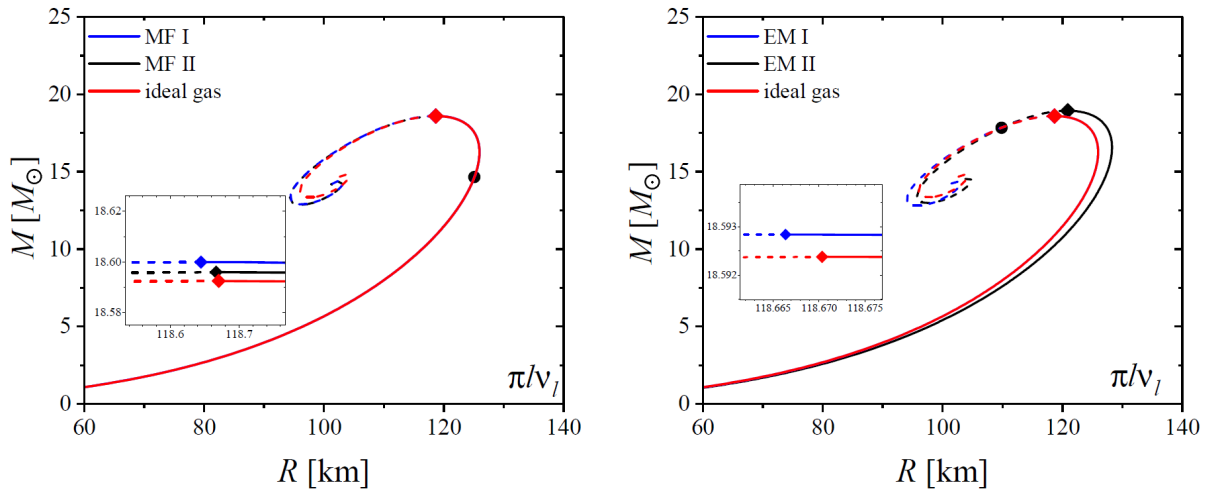 25
20
15
10
5
0
M [M⊙]
MF I
MF II
ideal gas
18.62
18.60
18.58
118.6 118.7
π/ν_l
60 80 100 120 140
R [km]
25
20
15
10
5
0
M [M⊙]
EM I
EM II
ideal gas
18.593
18.592
118.665 118.670 118.675
π/ν_l
60 80 100 120 140
R [km]